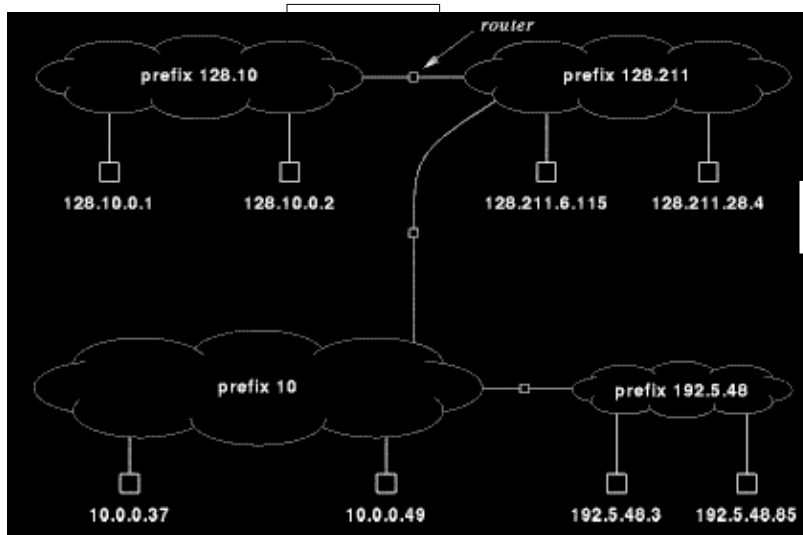 router
prefix 128.10
prefix 128.211
128.10.0.1
128.10.0.2
128.211.6.115
128.211.28.4
prefix 10
prefix 192.5.48
10.0.0.37
10.0.0.49
192.5.48.3
192.5.48.85